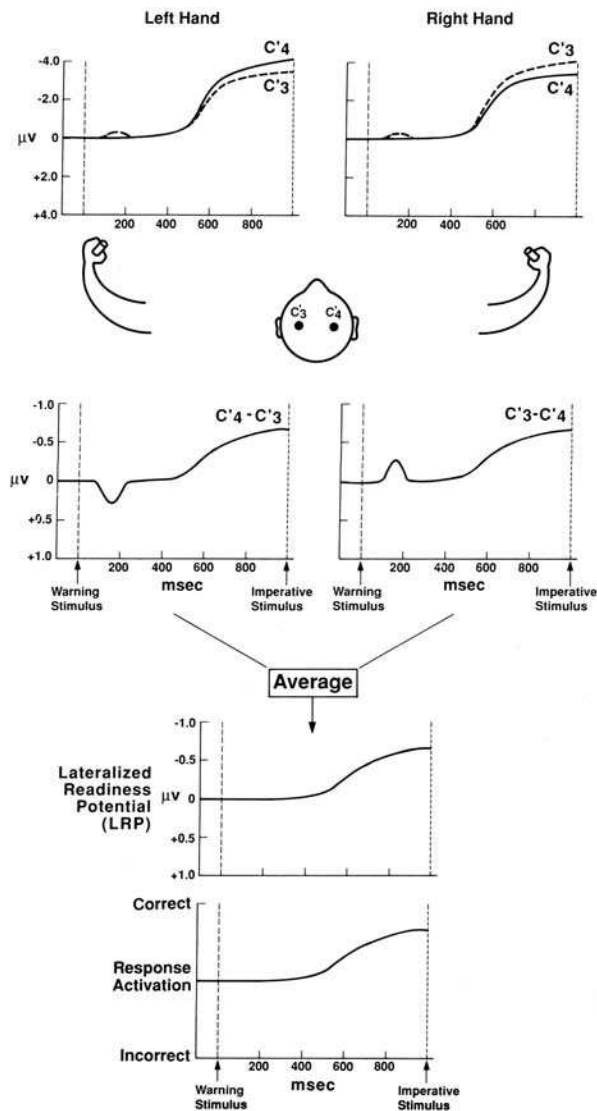 Left Hand
Right Hand
C'4
C'3
C'3
C'4
-4.0
-2.0
μv 0
+2.0
+4.0
200 400 600
200 400 600
C'3 C'4
C'4-C'3
C'3-C'4
-1.0
-0.5
μv 0
+0.5
+1.0
200 400 600 800
200 400 600 800
msec
msec
Warning
Stimulus
Imperative
Stimulus
Warning
Stimulus
Imperative
Stimulus
Average
-1.0
-0.5
Lateralized
Readiness
Potential
(LRP)
μv 0
+0.5
+1.0
Correct
Response
Activation
Incorrect
200 400 600 800
msec
Warning
Stimulus
Imperative
Stimulus